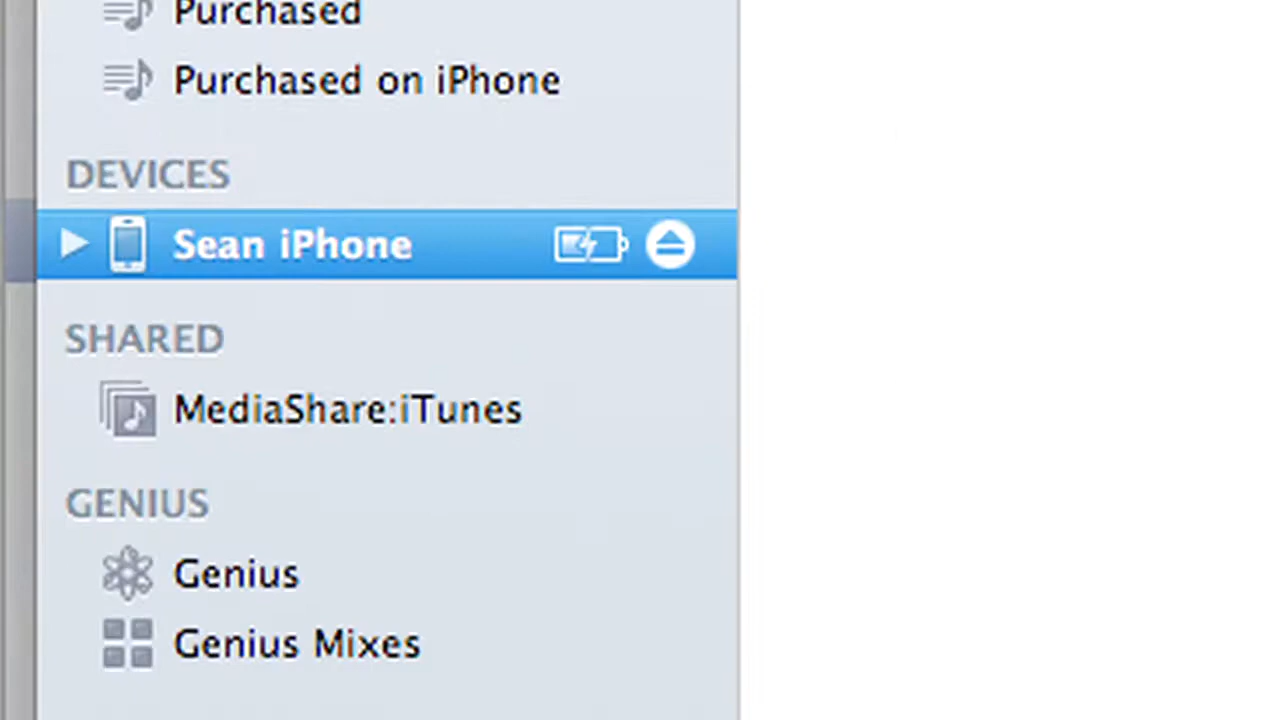 Purchased
Purchased on iPhone
DEVICES
Sean iPhone
SHARED
MediaShare:iTunes
GENIUS
Genius
Genius Mixes